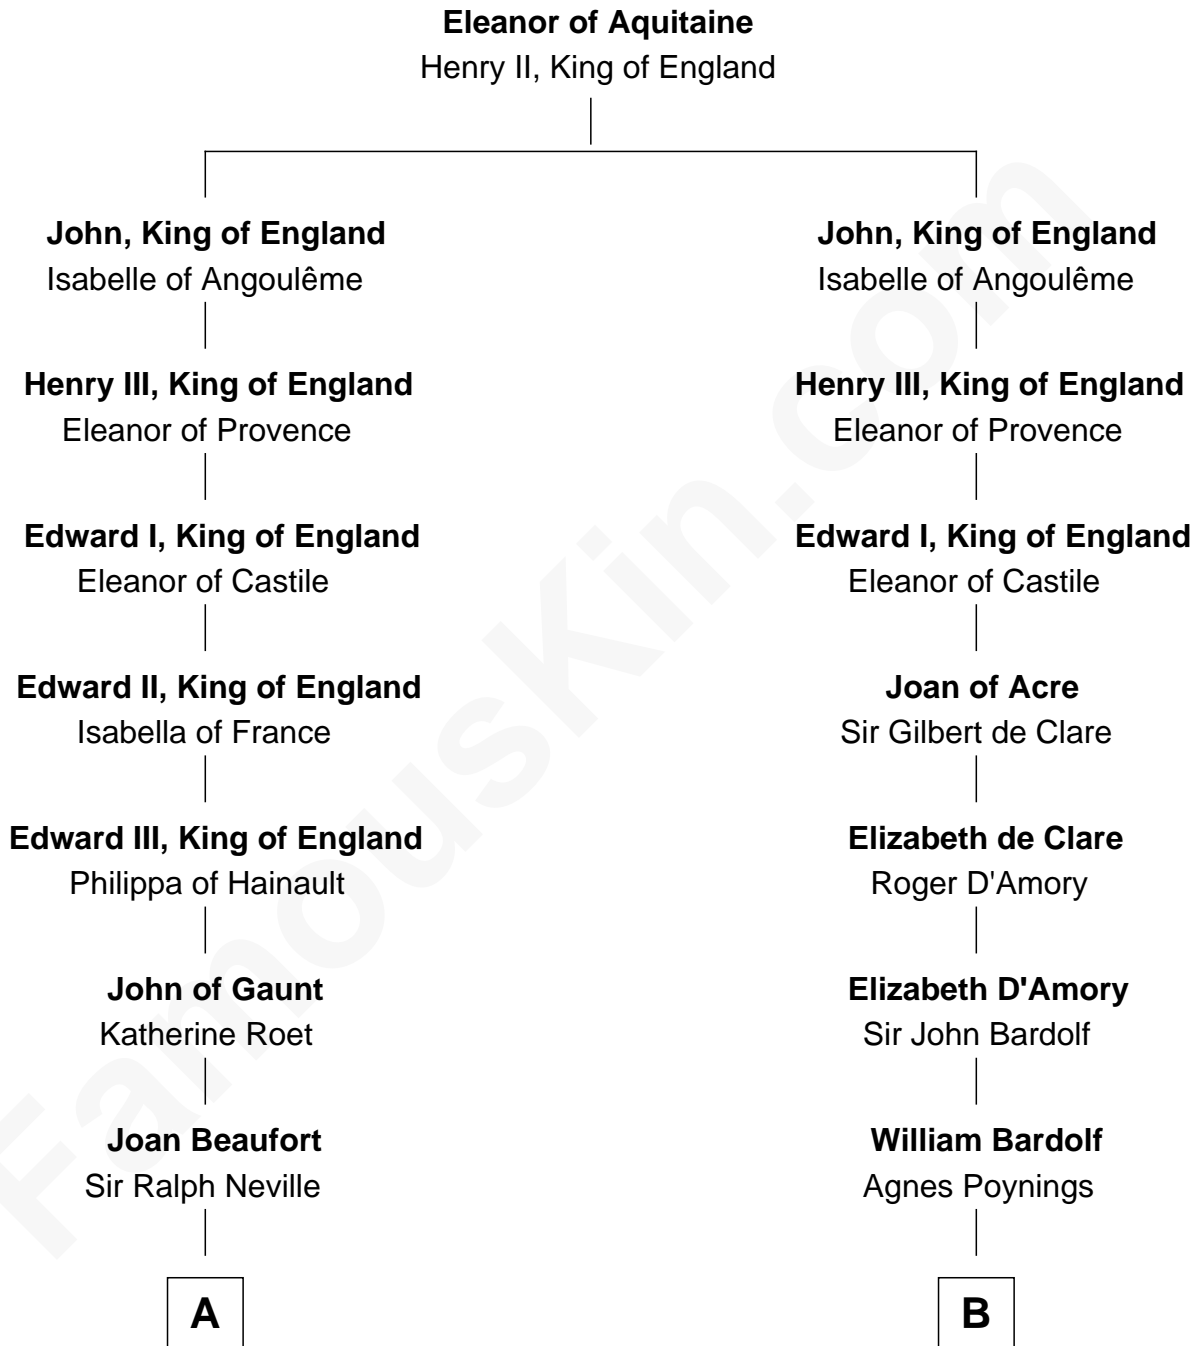 Eleanor of Aquitaine
Henry II, King of England
John, King of England
Isabelle of Angoulême
Henry III, King of England
Eleanor of Provence
Edward I, King of England
Eleanor of Castile
Edward II, King of England
Isabella of France
Edward III, King of England
Philippa of Hainault
John of Gaunt
Katherine Roet
Joan Beaufort
Sir Ralph Neville
A
John, King of England
Isabelle of Angoulême
Henry III, King of England
Eleanor of Provence
Edward I, King of England
Eleanor of Castile
Joan of Acre
Sir Gilbert de Clare
Elizabeth de Clare
Roger D'Amory
Elizabeth D'Amory
Sir John Bardolf
William Bardolf
Agnes Poynings
B
FamousKin.com